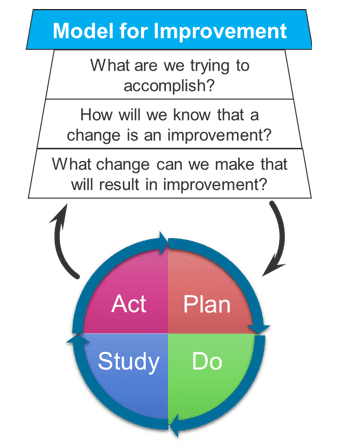 Model for Improvement
What are we trying to
accomplish?
How will we know that a
change is an improvement?
What change can we make that
will result in improvement?
Act Plan
Study Do